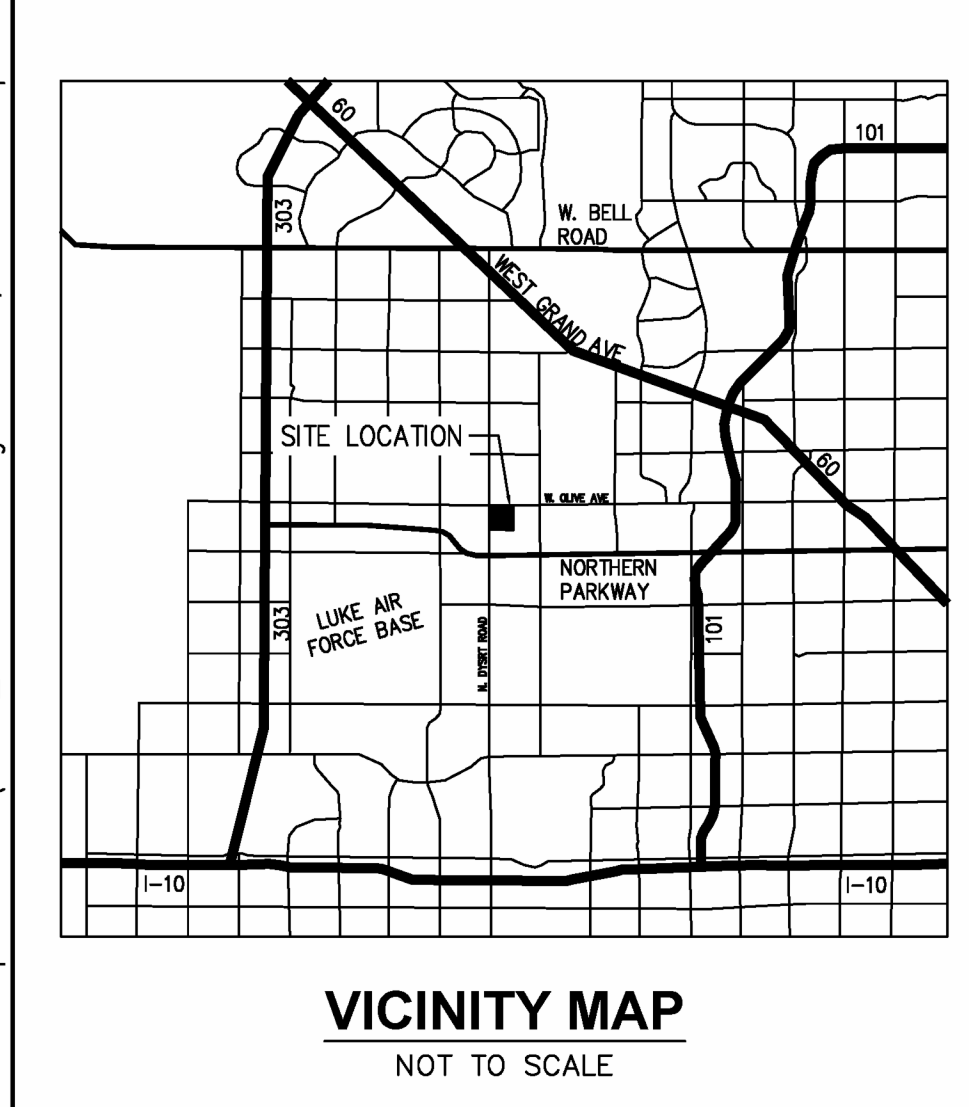 60
101
303
W. BELL
ROAD
WEST GRAND AVE
SITE LOCATION
60
W. OLIVE AVE
NORTHERN
PARKWAY
LUKE AIR
FORCE BASE
303
N. DYSRT ROAD
101
I-10
I-10
VICINITY MAP
NOT TO SCALE